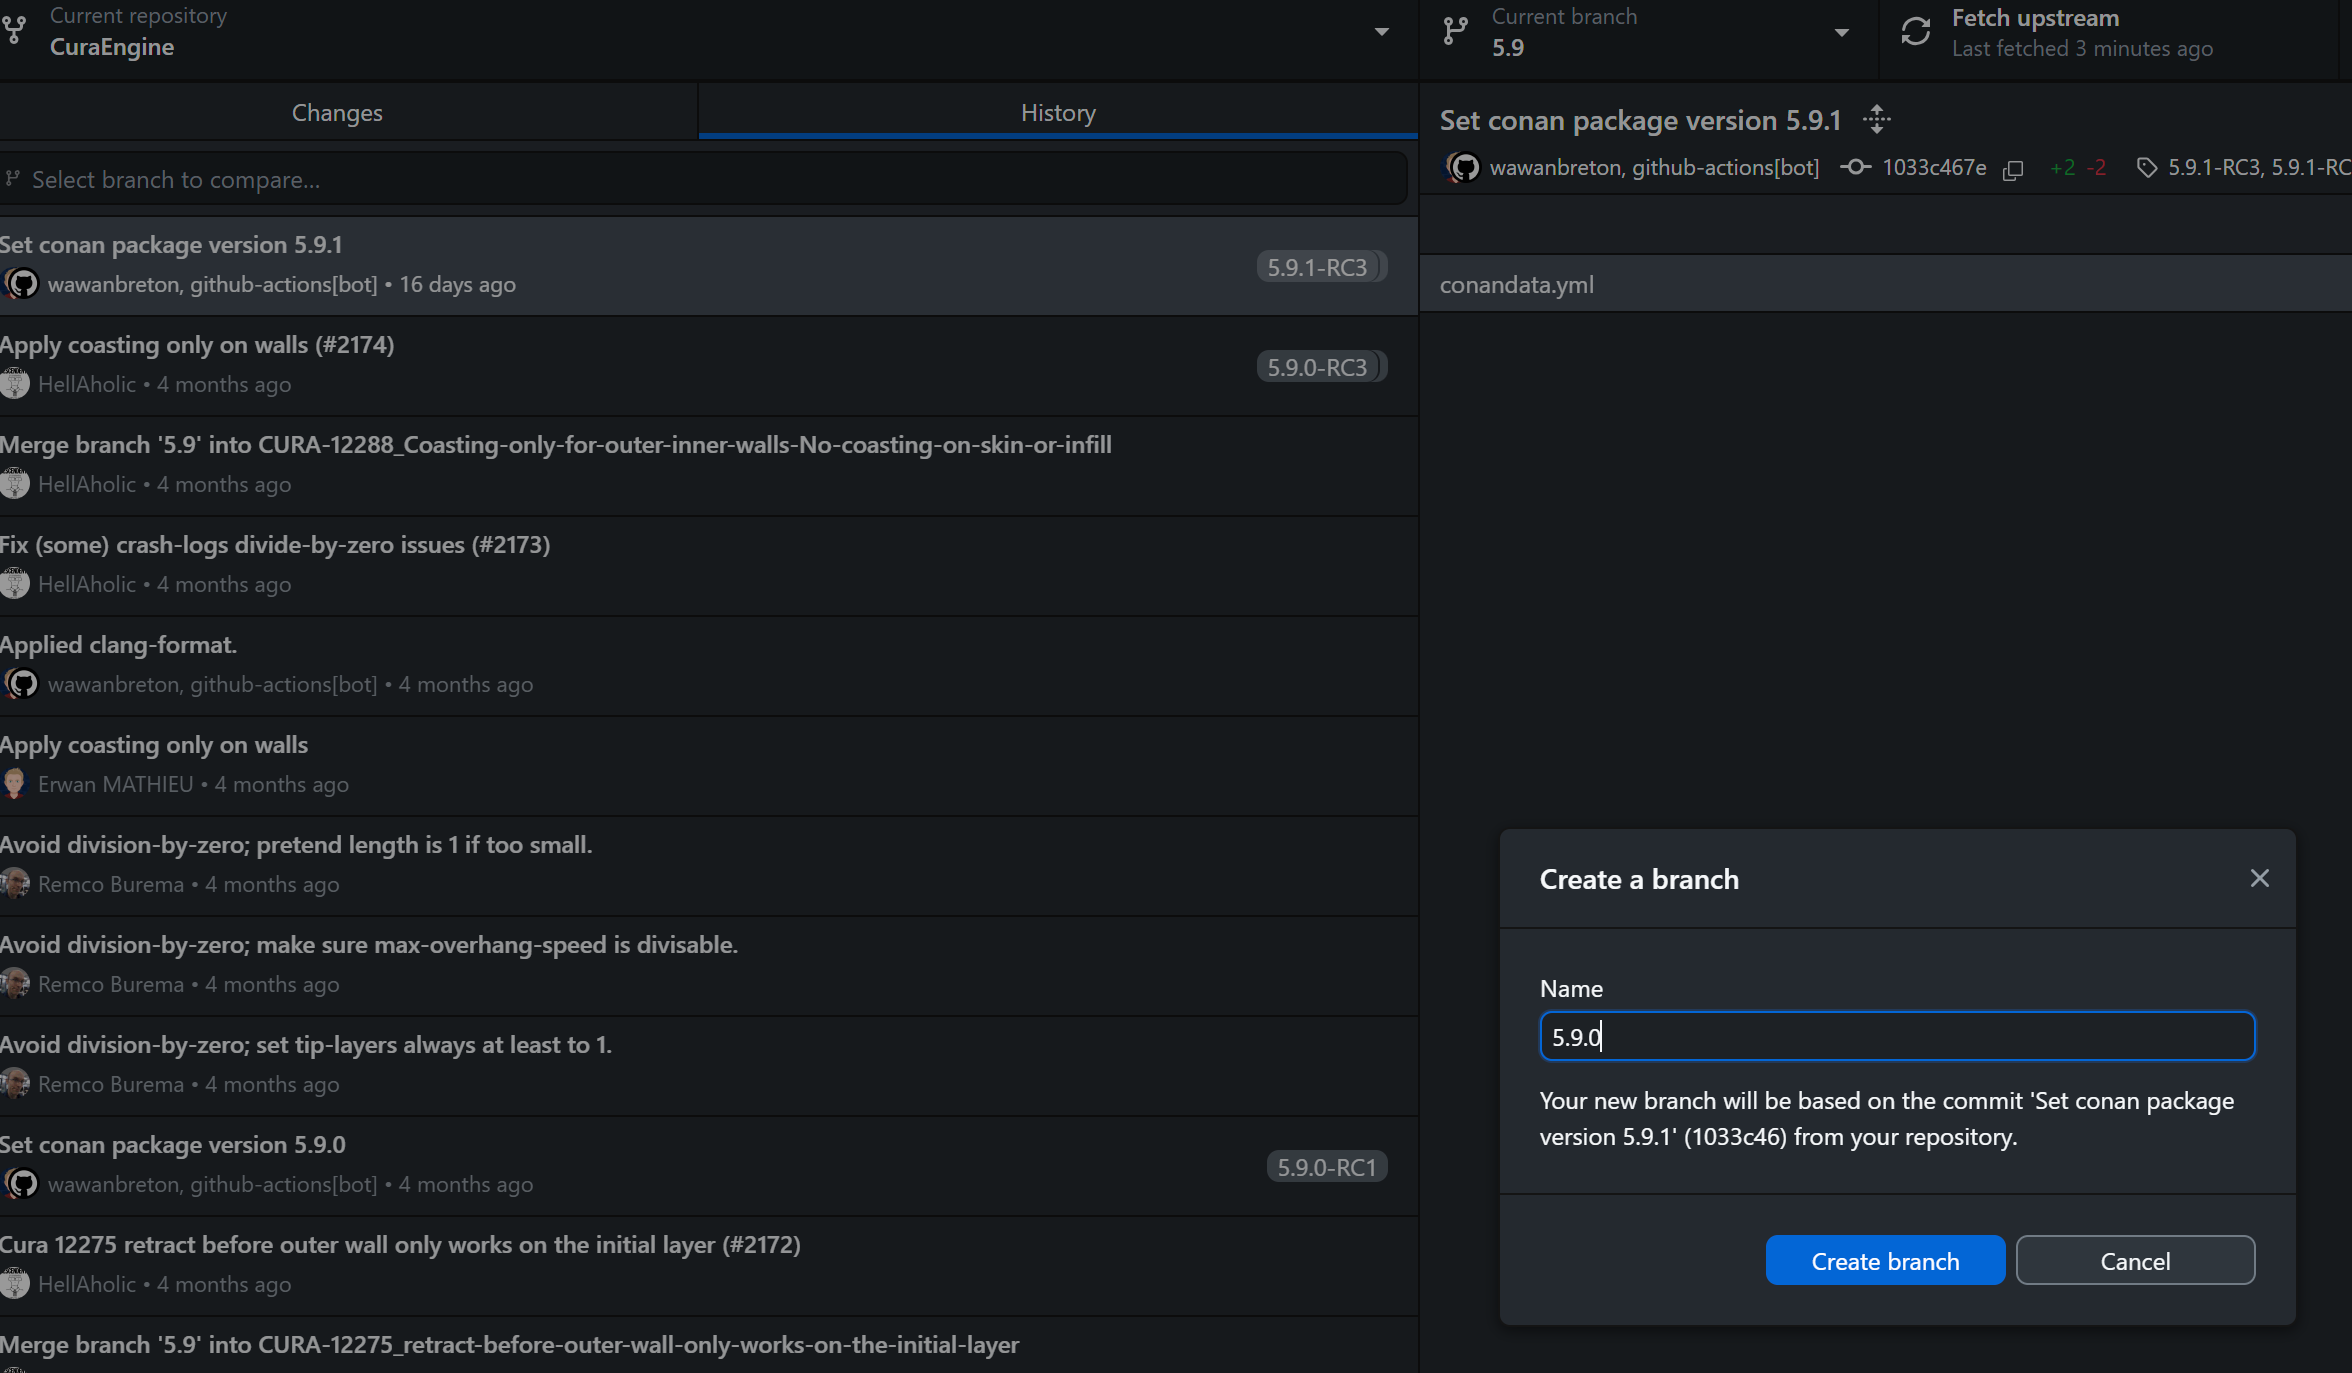 Current repository
CuraEngine
Current branch
5.9
Fetch upstream
Last fetched 3 minutes ago
Changes
History
Select branch to compare...
Set conan package version 5.9.1
wawanbreton, github-actions[bot] • 16 days ago
5.9.1-RC3
Apply coasting only on walls (#2174)
HellAholic • 4 months ago
5.9.0-RC3
Merge branch '5.9' into CURA-12288_Coasting-only-for-outer-inner-walls-No-coasting-on-skin-or-infill
HellAholic • 4 months ago
Fix (some) crash-logs divide-by-zero issues (#2173)
HellAholic • 4 months ago
Applied clang-format.
wawanbreton, github-actions[bot] • 4 months ago
Apply coasting only on walls
Erwan MATHIEU • 4 months ago
Avoid division-by-zero; pretend length is 1 if too small.
Remco Burema • 4 months ago
Avoid division-by-zero; make sure max-overhang-speed is divisable.
Remco Burema • 4 months ago
Avoid division-by-zero; set tip-layers always at least to 1.
Remco Burema • 4 months ago
Set conan package version 5.9.0
wawanbreton, github-actions[bot] • 4 months ago
5.9.0-RC1
Cura 12275 retract before outer wall only works on the initial layer (#2172)
HellAholic • 4 months ago
Merge branch '5.9' into CURA-12275_retract-before-outer-wall-only-works-on-the-initial-layer
Set conan package version 5.9.1
wawanbreton, github-actions[bot] 1033c467e +2 -2 5.9.1-RC3, 5.9.1-RC
conandata.yml
Create a branch
Name
5.9.0
Your new branch will be based on the commit 'Set conan package
version 5.9.1' (1033c46) from your repository.
Create branch
Cancel